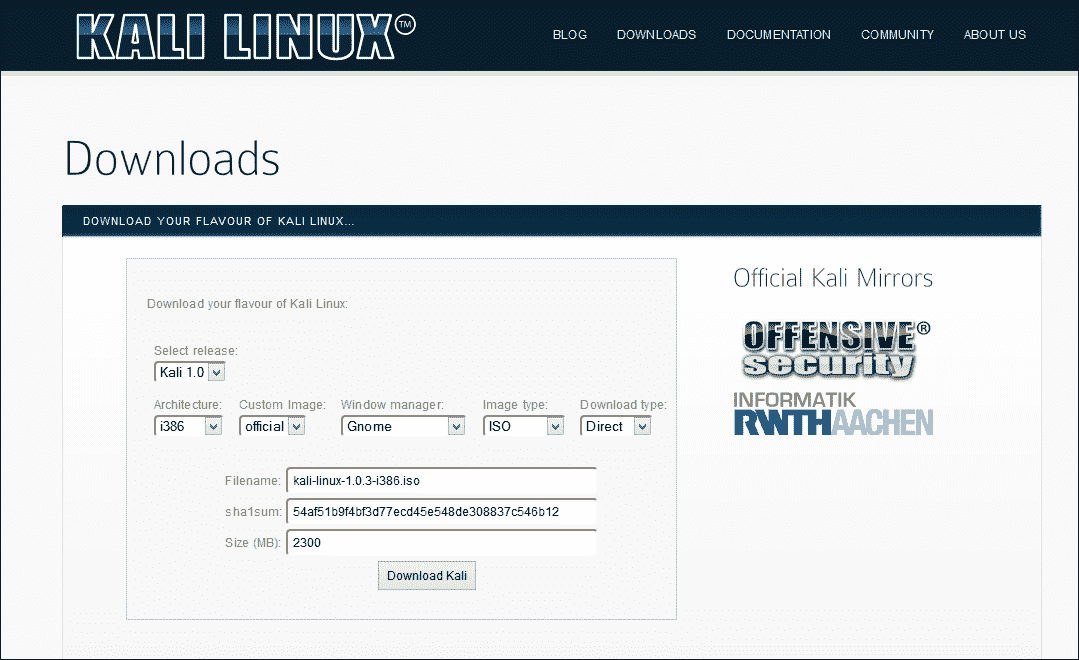 KALI LINUX™
BLOG DOWNLOADS DOCUMENTATION COMMUNITY ABOUT US
Downloads
DOWNLOAD YOUR FLAVOUR OF KALI LINUX...
Download your flavour of Kali Linux:
Select release:
Kali 1.0
Architecture: Custom Image: Window manager: Image type: Download type:
i386 official Gnome ISO Direct
Filename: kali-linux-1.0.3-i386.iso
sha1sum: 54af51b9f4bf3d77ecd45e548de308837c546b12
Size (MB): 2300
Download Kali
Official Kali Mirrors
OFFENSIVE®
security
INFORMATIK
RWTHAACHEN